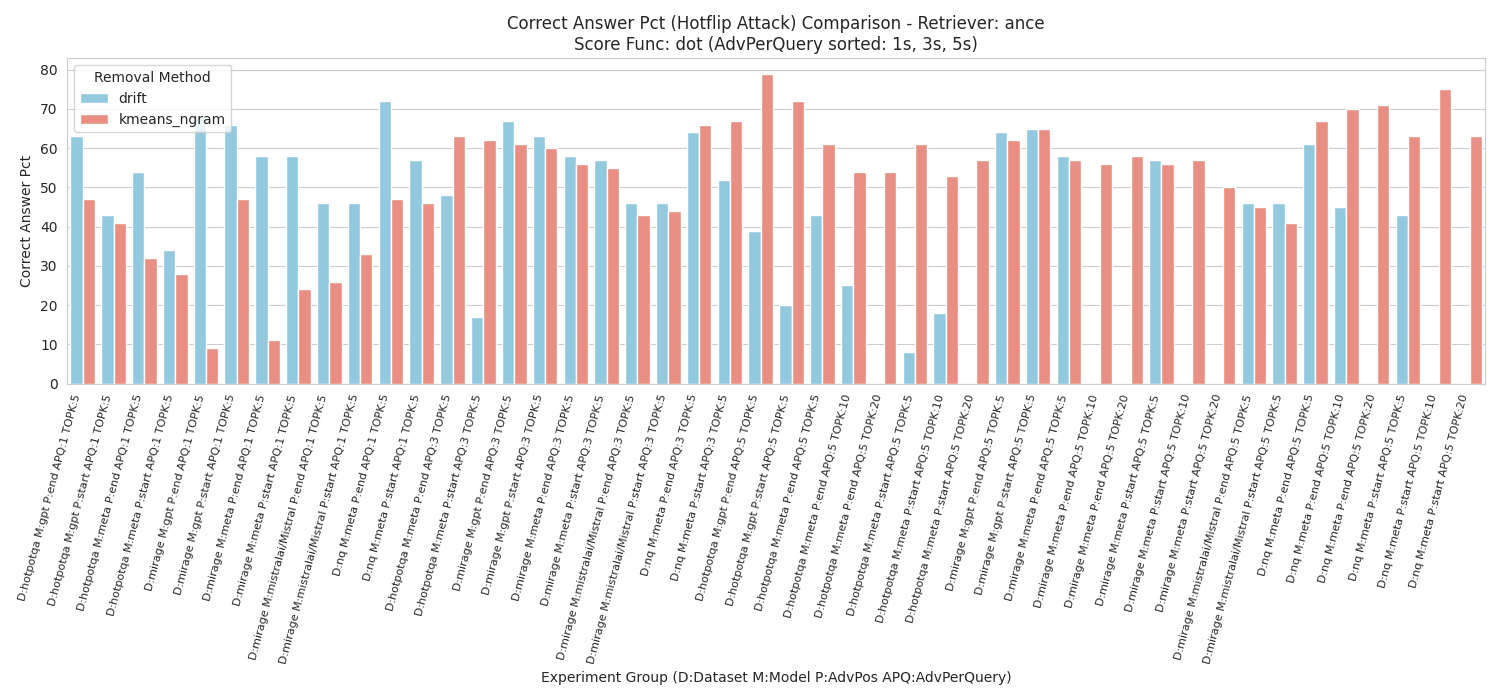 Correct Answer Pct (Hotflip Attack) Comparison - Retriever: ance
Score Func: dot (AdvPerQuery sorted: 1s, 3s, 5s)
Removal Method
drift
kmeans_ngram
Correct Answer Pct
80
70
60
50
40
30
20
10
0
D:hotpotqa M:gpt P:end APQ:1 TOPK:5
D:hotpotqa M:gpt P:start APQ:1 TOPK:5
D:hotpotqa M:meta P:end APQ:1 TOPK:5
D:hotpotqa M:meta P:start APQ:1 TOPK:5
D:mirage M:gpt P:end APQ:1 TOPK:5
D:mirage M:gpt P:start APQ:1 TOPK:5
D:mirage M:meta P:end APQ:1 TOPK:5
D:mirage M:meta P:start APQ:1 TOPK:5
D:mirage M:mistralai/Mistral P:end APQ:1 TOPK:5
D:mirage M:mistralai/Mistral P:start APQ:1 TOPK:5
D:nq M:meta P:end APQ:1 TOPK:5
D:nq M:meta P:start APQ:1 TOPK:5
D:hotpotqa M:meta P:end APQ:3 TOPK:5
D:hotpotqa M:meta P:start APQ:3 TOPK:5
D:mirage M:gpt P:end APQ:3 TOPK:5
D:mirage M:gpt P:start APQ:3 TOPK:5
D:mirage M:meta P:end APQ:3 TOPK:5
D:mirage M:meta P:start APQ:3 TOPK:5
D:mirage M:mistralai/Mistral P:end APQ:3 TOPK:5
D:mirage M:mistralai/Mistral P:start APQ:3 TOPK:5
D:nq M:meta P:end APQ:3 TOPK:5
D:nq M:meta P:start APQ:3 TOPK:5
D:hotpotqa M:gpt P:end APQ:5 TOPK:5
D:hotpotqa M:gpt P:start APQ:5 TOPK:5
D:hotpotqa M:meta P:end APQ:5 TOPK:5
D:hotpotqa M:meta P:end APQ:5 TOPK:10
D:hotpotqa M:meta P:end APQ:5 TOPK:20
D:hotpotqa M:meta P:start APQ:5 TOPK:5
D:hotpotqa M:meta P:start APQ:5 TOPK:10
D:hotpotqa M:meta P:start APQ:5 TOPK:20
D:mirage M:gpt P:end APQ:5 TOPK:5
D:mirage M:gpt P:start APQ:5 TOPK:5
D:mirage M:meta P:end APQ:5 TOPK:5
D:mirage M:meta P:end APQ:5 TOPK:10
D:mirage M:meta P:end APQ:5 TOPK:20
D:mirage M:meta P:start APQ:5 TOPK:5
D:mirage M:meta P:start APQ:5 TOPK:10
D:mirage M:meta P:start APQ:5 TOPK:20
D:mirage M:mistralai/Mistral P:end APQ:5 TOPK:5
D:mirage M:mistralai/Mistral P:start APQ:5 TOPK:5
D:nq M:meta P:end APQ:5 TOPK:5
D:nq M:meta P:end APQ:5 TOPK:10
D:nq M:meta P:end APQ:5 TOPK:20
D:nq M:meta P:start APQ:5 TOPK:5
D:nq M:meta P:start APQ:5 TOPK:10
D:nq M:meta P:start APQ:5 TOPK:20
Experiment Group (D:Dataset M:Model P:AdvPos APQ:AdvPerQuery)